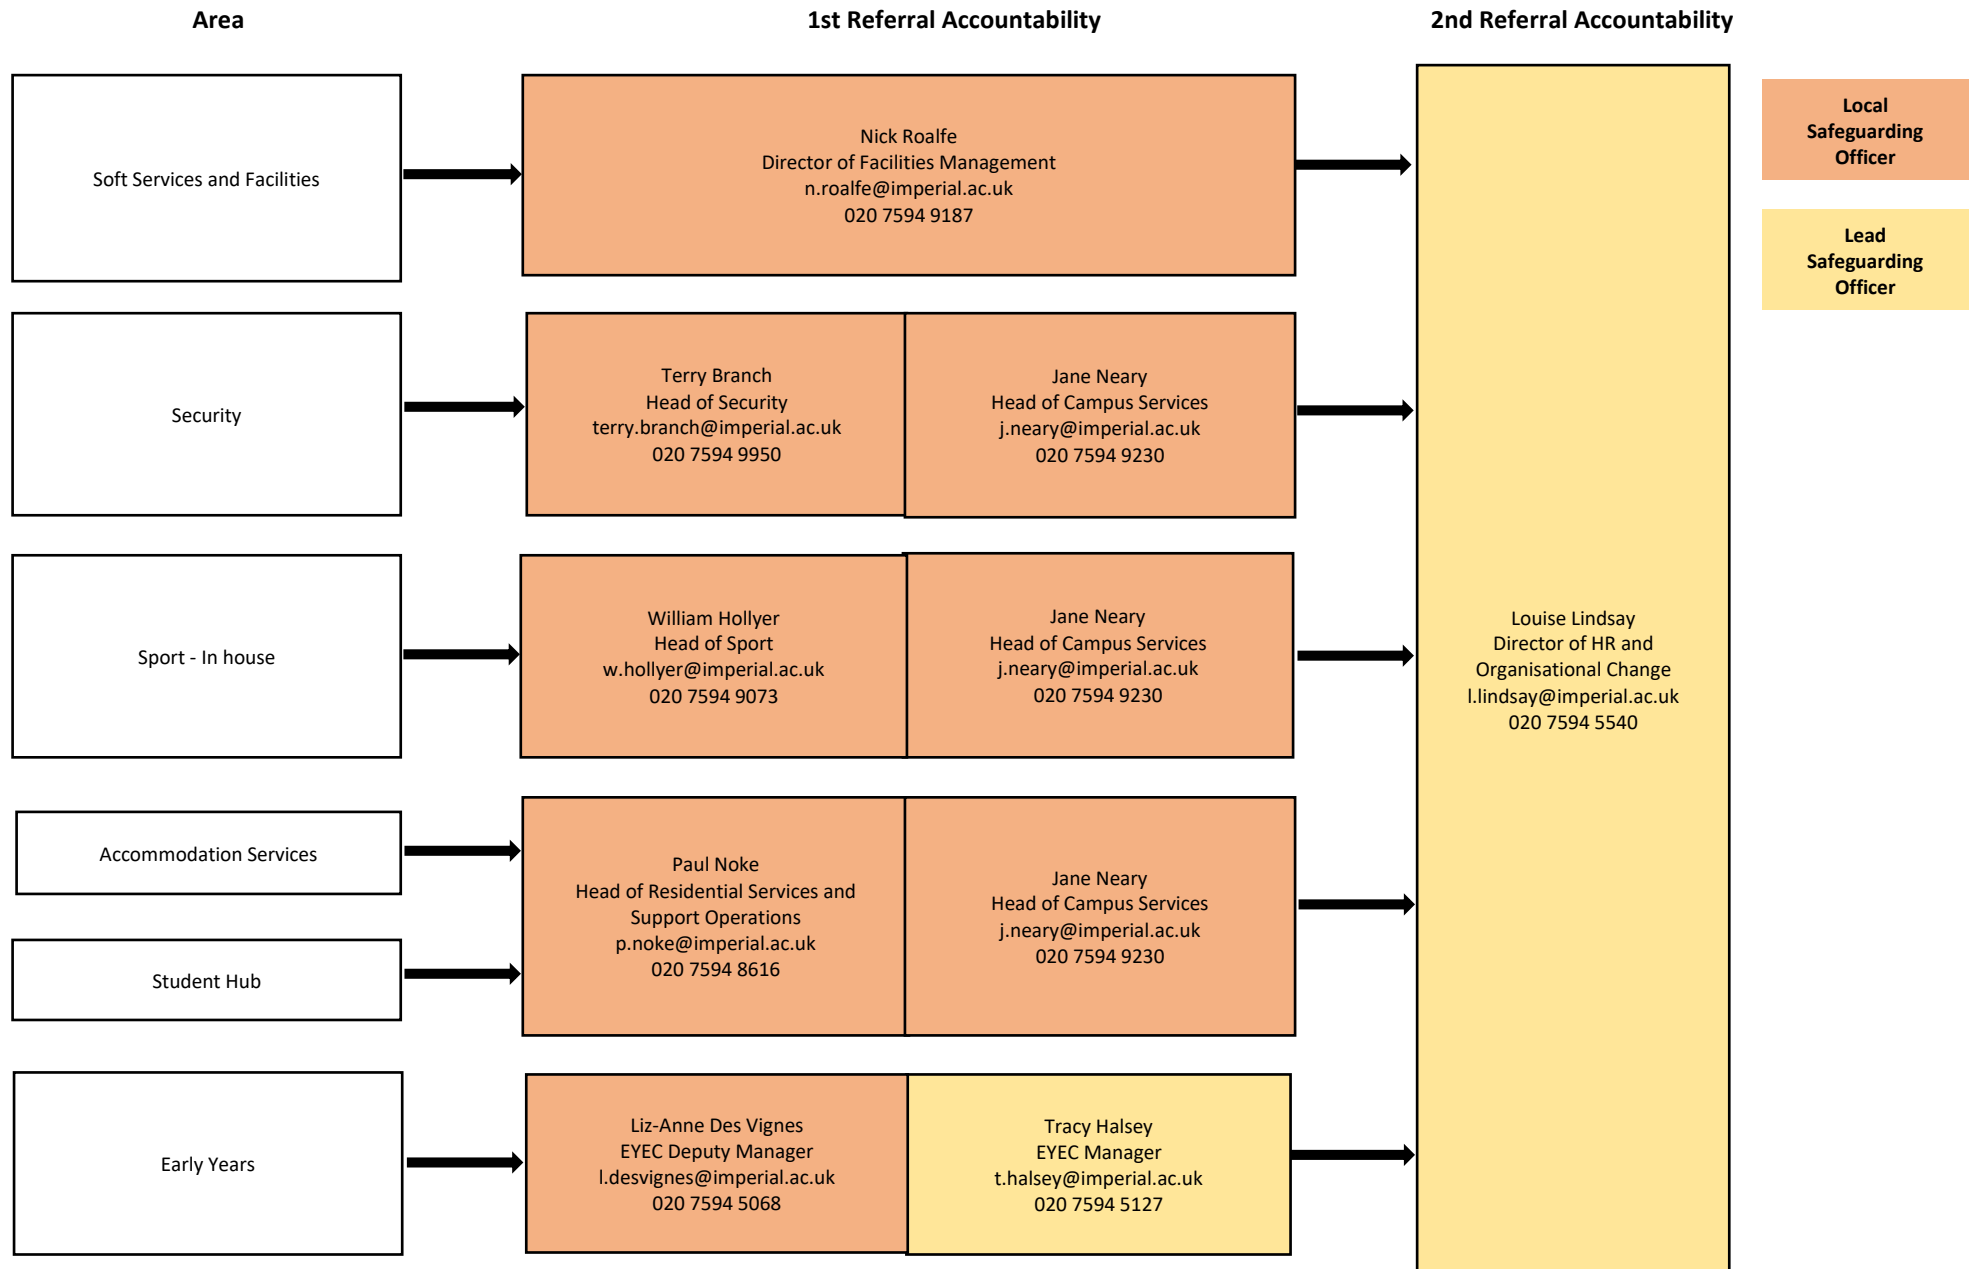 Area
1st Referral Accountability
2nd Referral Accountability
Soft Services and Facilities
Nick Roalfe
Director of Facilities Management
n.roalfe@imperial.ac.uk
020 7594 9187
Local
Safeguarding
Officer
Lead
Safeguarding
Officer
Security
Terry Branch
Head of Security
terry.branch@imperial.ac.uk
020 7594 9950
Jane Neary
Head of Campus Services
j.neary@imperial.ac.uk
020 7594 9230
Sport - In house
William Hollyer
Head of Sport
w.hollyer@imperial.ac.uk
020 7594 9073
Jane Neary
Head of Campus Services
j.neary@imperial.ac.uk
020 7594 9230
Louise Lindsay
Director of HR and
Organisational Change
l.lindsay@imperial.ac.uk
020 7594 5540
Accommodation Services
Student Hub
Paul Noke
Head of Residential Services and
Support Operations
p.noke@imperial.ac.uk
020 7594 8616
Jane Neary
Head of Campus Services
j.neary@imperial.ac.uk
020 7594 9230
Early Years
Liz-Anne Des Vignes
EYEC Deputy Manager
l.desvignes@imperial.ac.uk
020 7594 5068
Tracy Halsey
EYEC Manager
t.halsey@imperial.ac.uk
020 7594 5127